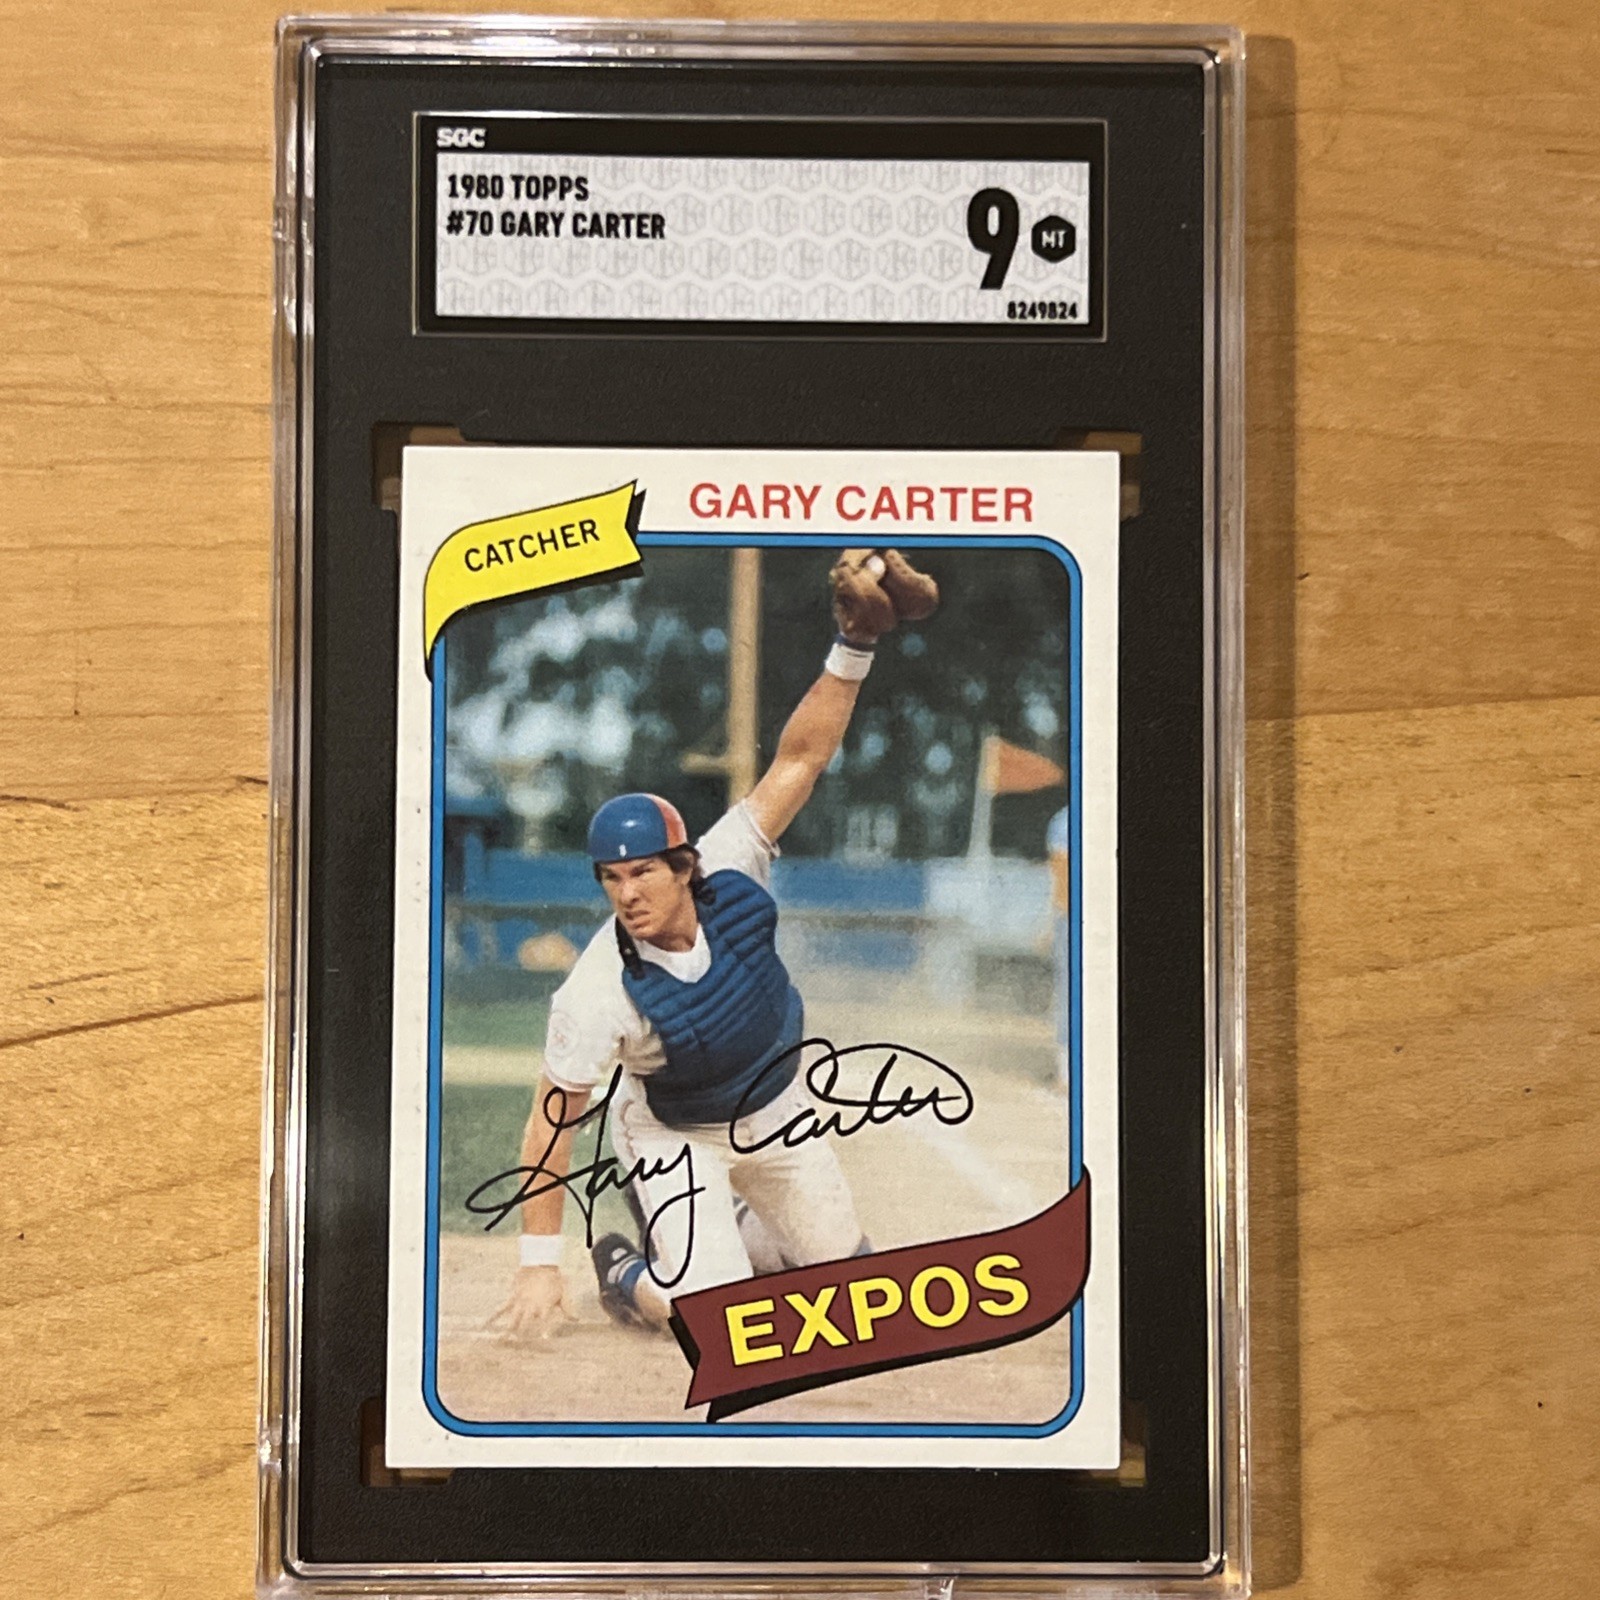 SGC
1980 TOPPS
#70 GARY CARTER
9 MT
8249824
GARY CARTER
CATCHER
Gary Carter
EXPOS